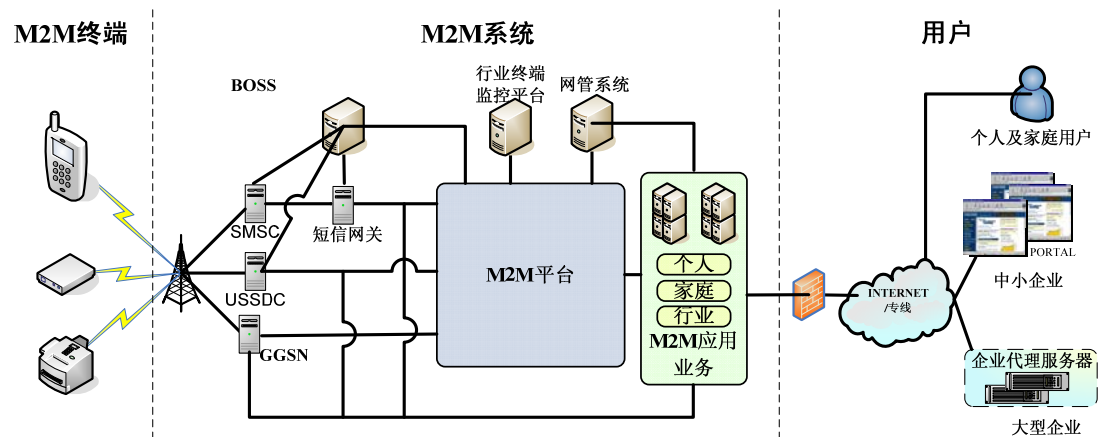 M2M终端
M2M系统
用户
BOSS
行业终端
监控平台
网管系统
个人及家庭用户
SMSC
短信网关
PORTAL
中小企业
USSDC
M2M平台
个人
家庭
行业
M2M应用
业务
INTERNET
/专线
GGSN
企业代理服务器
大型企业